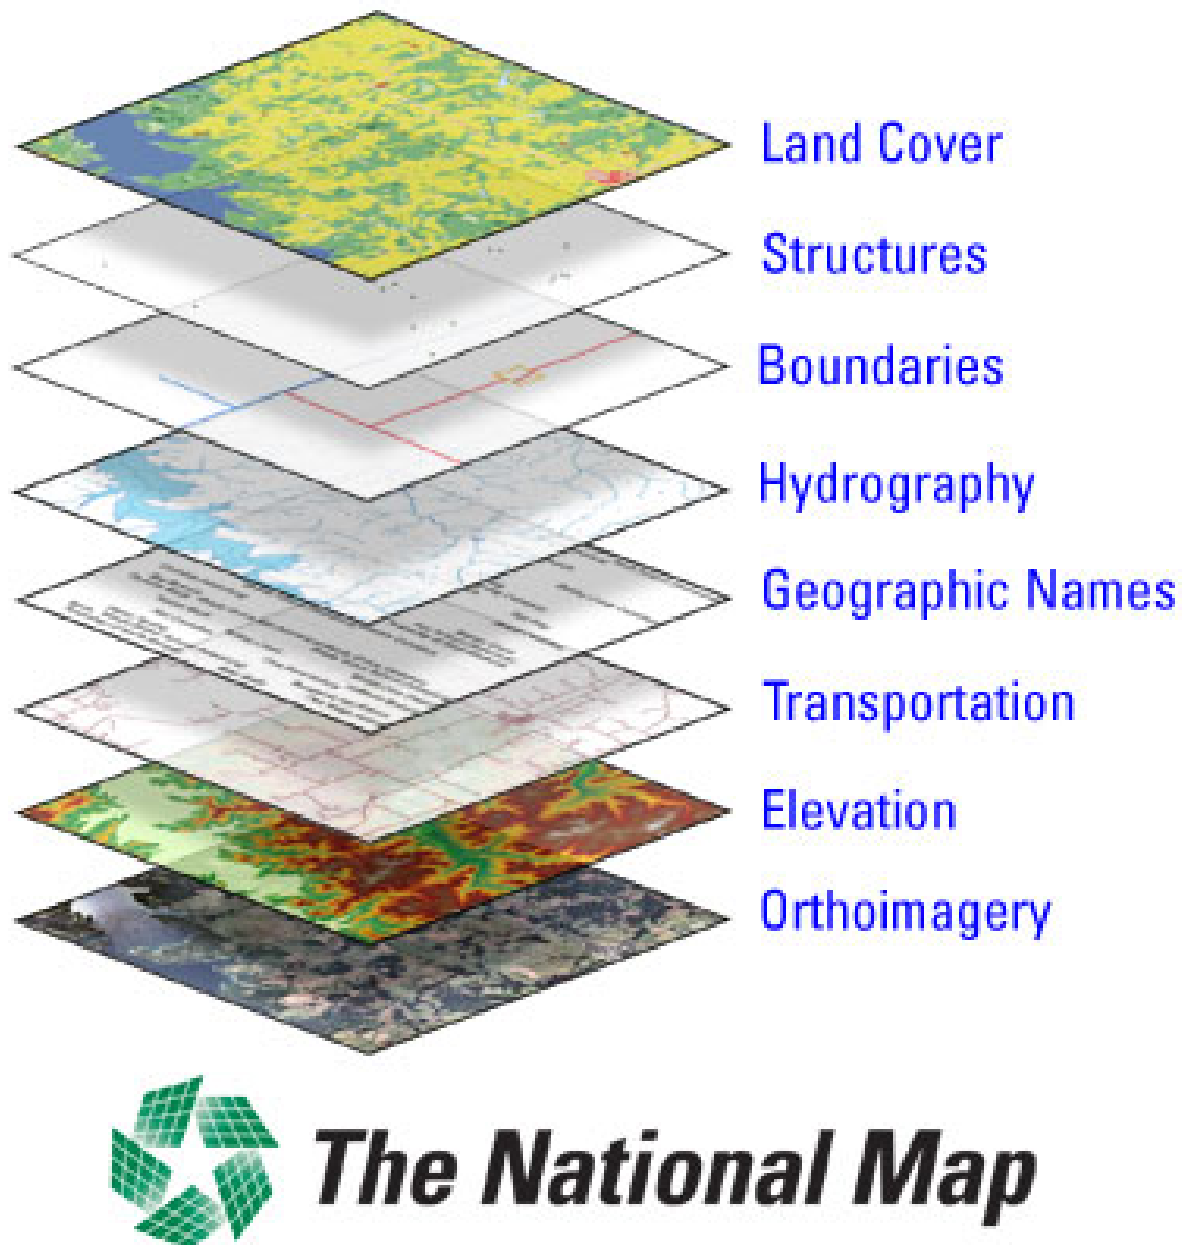 Land Cover
Structures
Boundaries
Hydrography
Geographic Names
Transportation
Elevation
Orthoimagery
The National Map